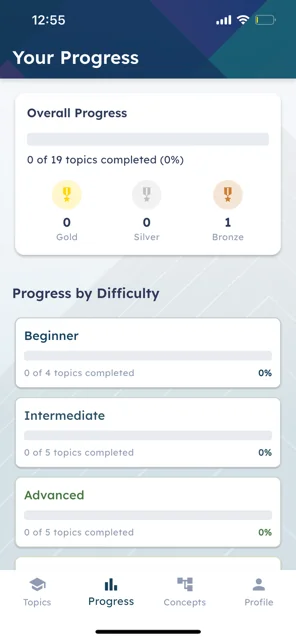 12:55
Your Progress
Overall Progress
0 of 19 topics completed (0%)
0 0 1
Gold Silver Bronze
Progress by Difficulty
Beginner
0 of 4 topics completed 0%
Intermediate
0 of 5 topics completed 0%
Advanced
0 of 5 topics completed 0%
Topics Progress Concepts Profile